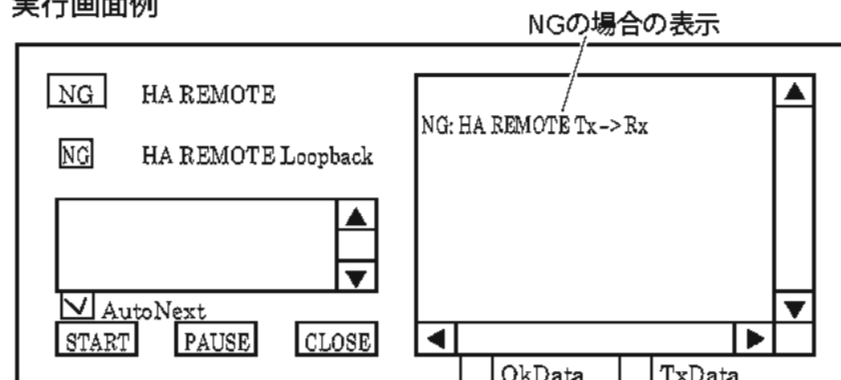 実行画面例
NGの場合の表示
NG HA REMOTE
NG HA REMOTE Loopback
NG: HA REMOTE Tx->Rx
AutoNext
START PAUSE CLOSE
OkData TxData